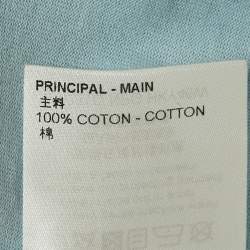 PRINCIPAL - MAIN
主料
100% COTON - COTTON
棉